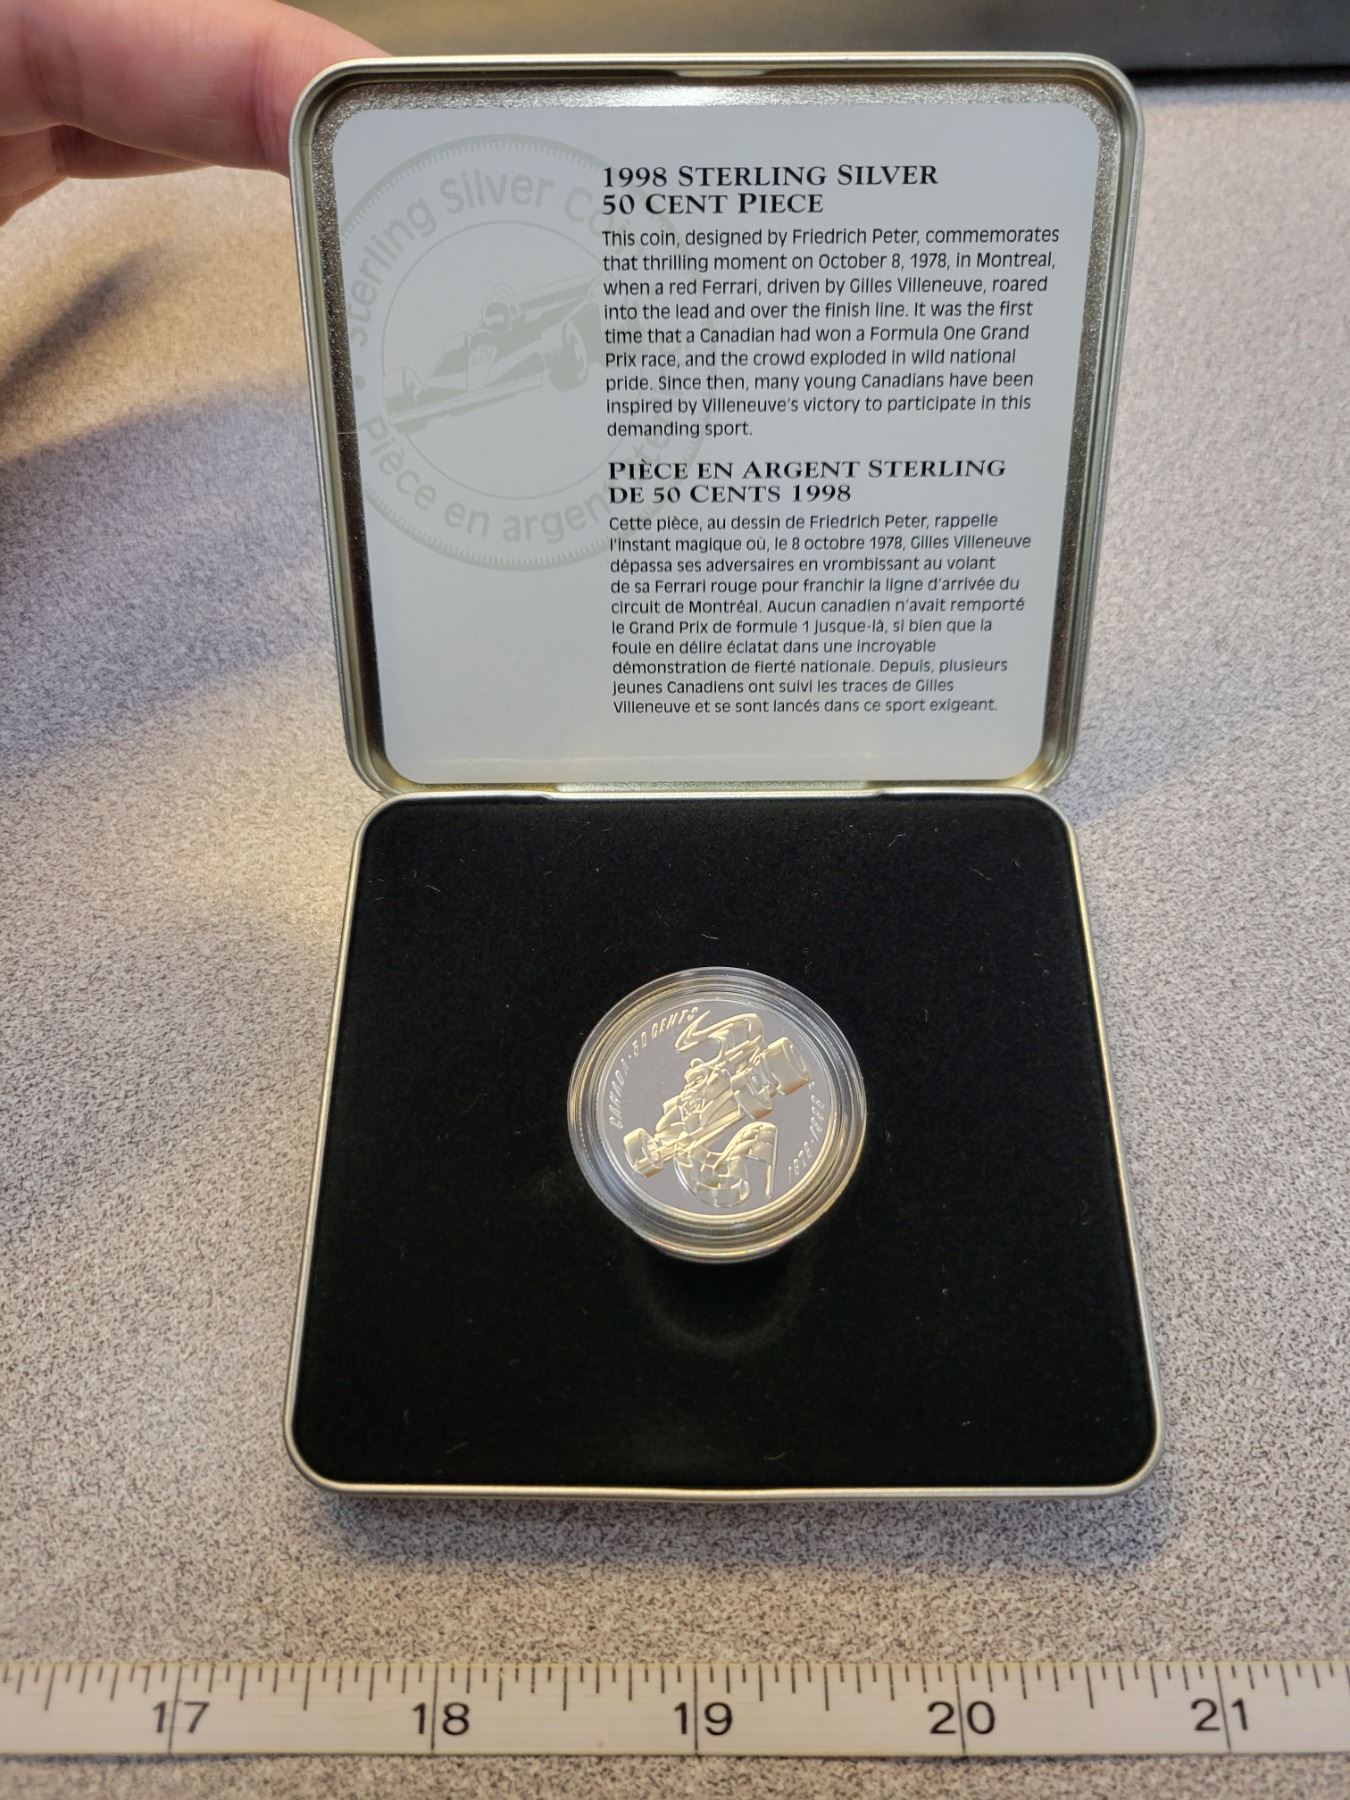 1998 STERLING SILVER
50 CENT PIECE
This coin, designed by Friedrich Peter, commemorates
that thrilling moment on October 8, 1978, in Montreal,
when a red Ferrari, driven by Gilles Villeneuve, roared
into the lead and over the finish line. It was the first
time that a Canadian had won a Formula One Grand
Prix race, and the crowd exploded in wild national
pride. Since then, many young Canadians have been
inspired by Villeneuve's victory to participate in this
demanding sport.
PIÈCE EN ARGENT STERLING
DE 50 CENTS 1998
Cette pièce, au dessin de Friedrich Peter, rappelle
l'instant magique où, le 8 octobre 1978, Gilles Villeneuve
dépassa ses adversaires en vrombissant au volant
de sa Ferrari rouge pour franchir la ligne d'arrivée du
circuit de Montréal. Aucun canadien n'avait remporté
le Grand Prix de formule 1 jusque-là, si bien que la
foule en délire éclatat dans une incroyable
démonstration de fierté nationale. Depuis, plusieurs
jeunes Canadiens ont suivi les traces de Gilles
Villeneuve et se sont lancés dans ce sport exigeant.
Sterling Silver
Pièce en argent
CANADA · 50 CENTS
1978 · 1998
17 18 19 20 21